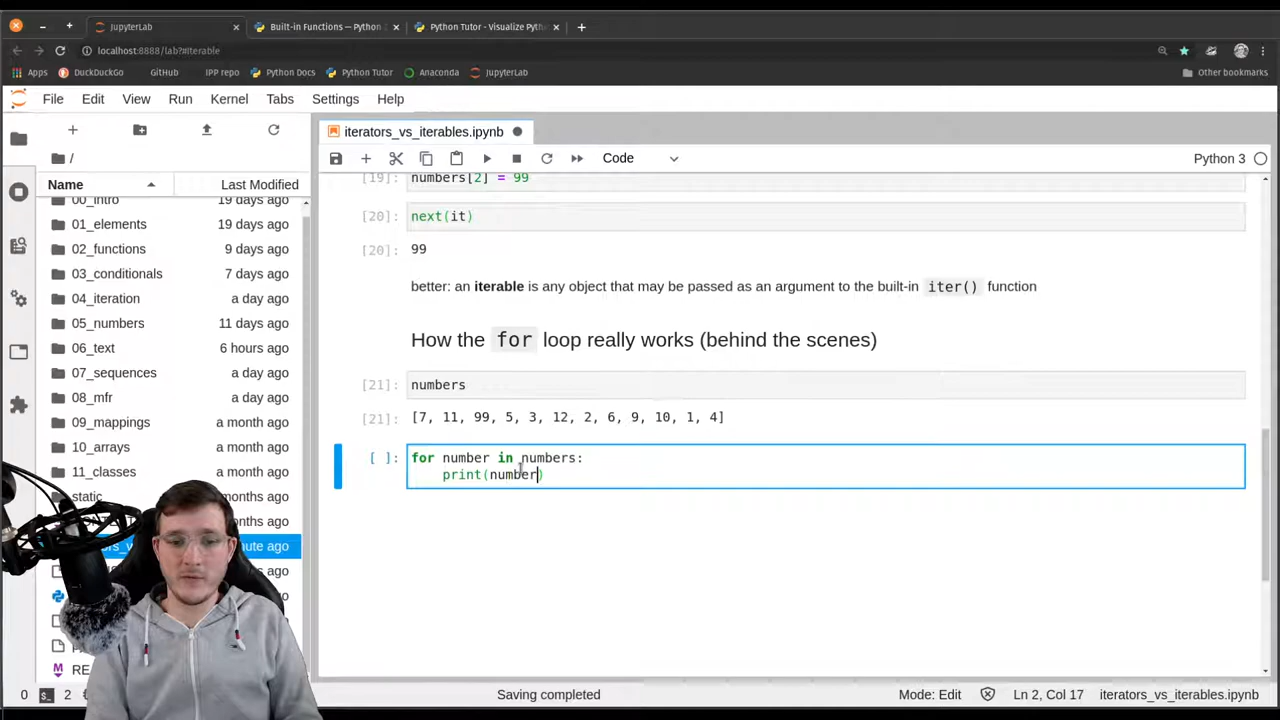 JupyterLab
Built-in Functions — Python
Python Tutor - Visualize Pyth
localhost:8888/lab?#iterable
Apps
DuckDuckGo
GitHub
IPP repo
Python Docs
Python Tutor
Anaconda
JupyterLab
Other bookmarks
File
Edit
View
Run
Kernel
Tabs
Settings
Help
iterators_vs_iterables.ipynb
Code
Python 3
/
Name
Last Modified
00_intro 19 days ago
01_elements 19 days ago
02_functions 9 days ago
03_conditionals 7 days ago
04_iteration a day ago
05_numbers 11 days ago
06_text 6 hours ago
07_sequences a day ago
08_mfr a day ago
09_mappings a month ago
10_arrays a month ago
11_classes a month ago
static
[19]: numbers[2] = 99
[20]: next(it)
[20]: 99
better: an iterable is any object that may be passed as an argument to the built-in iter() function
How the for loop really works (behind the scenes)
[21]: numbers
[21]: [7, 11, 99, 5, 3, 12, 2, 6, 9, 10, 1, 4]
[ ]: for number in numbers:
print(number)
0
2
Saving completed
Mode: Edit
Ln 2, Col 17
iterators_vs_iterables.ipynb